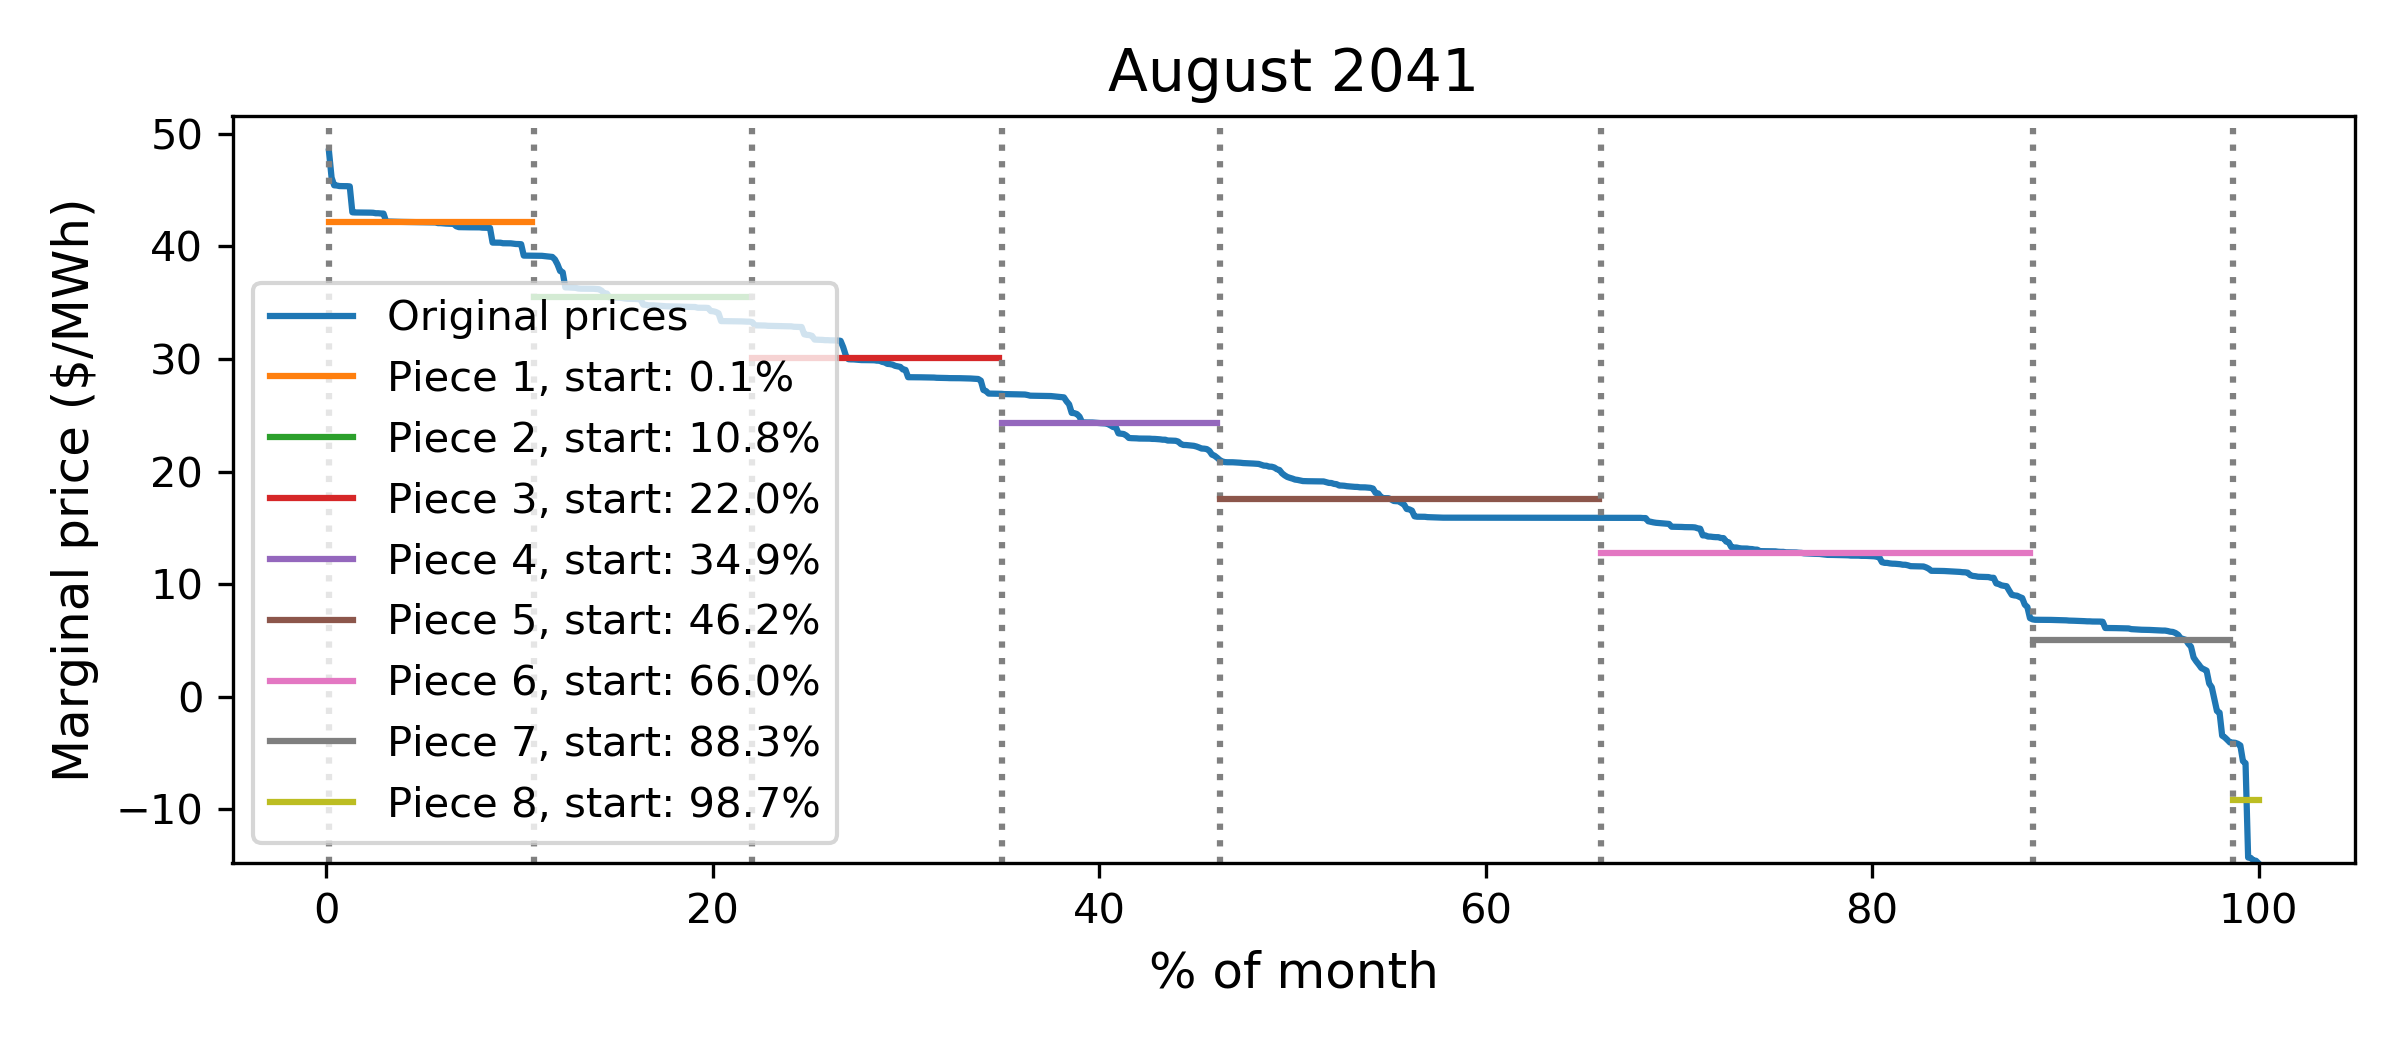 August 2041
Marginal price ($/MWh)
50
40
30
20
10
0
−10
Original prices
Piece 1, start: 0.1%
Piece 2, start: 10.8%
Piece 3, start: 22.0%
Piece 4, start: 34.9%
Piece 5, start: 46.2%
Piece 6, start: 66.0%
Piece 7, start: 88.3%
Piece 8, start: 98.7%
0 20 40 60 80 100
% of month